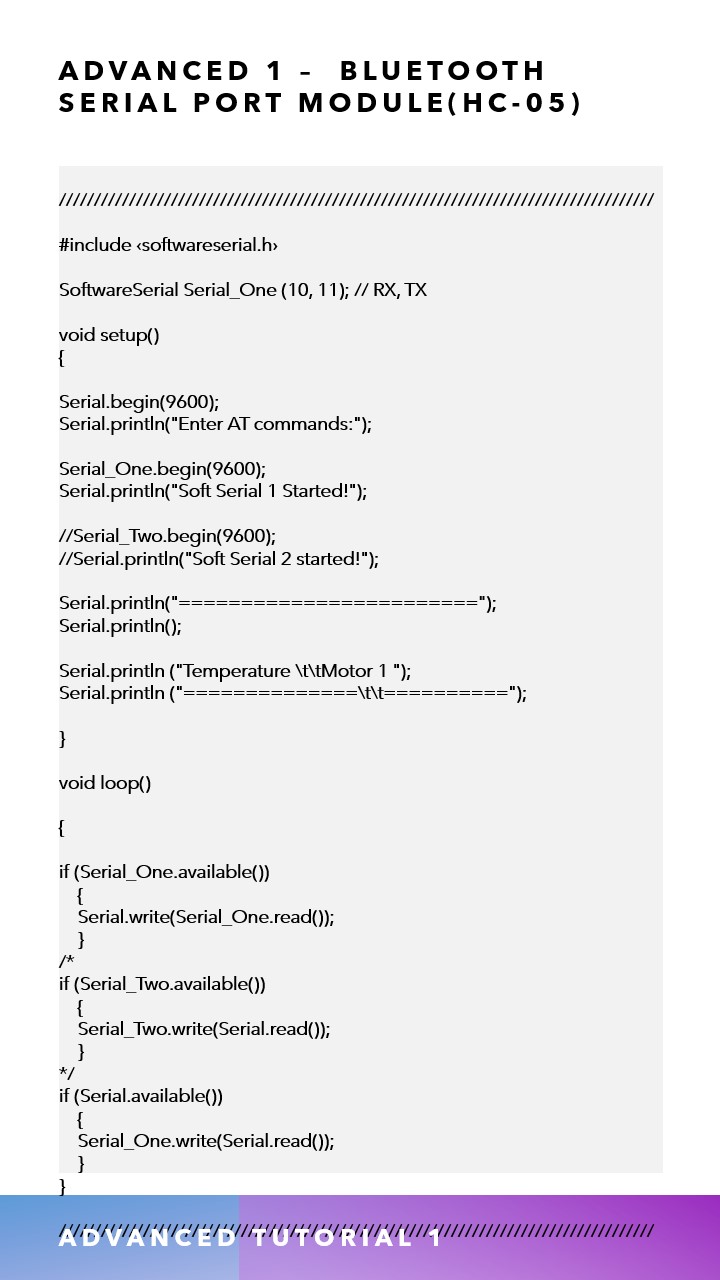 ADVANCED 1 – BLUETOOTH
SERIAL PORT MODULE(HC-05)
/////////////////////////////////////////////////////////////////////////////////////
#include ‹softwareserial.h›
SoftwareSerial Serial_One (10, 11); // RX, TX
void setup()
{
Serial.begin(9600);
Serial.println("Enter AT commands:");
Serial_One.begin(9600);
Serial.println("Soft Serial 1 Started!");
//Serial_Two.begin(9600);
//Serial.println("Soft Serial 2 started!");
Serial.println("========================");
Serial.println();
Serial.println ("Temperature \t\tMotor 1 ");
Serial.println ("==============\t\t==========");
}
void loop()
{
if (Serial_One.available())
{
Serial.write(Serial_One.read());
}
/*
if (Serial_Two.available())
{
Serial_Two.write(Serial.read());
}
*/
if (Serial.available())
{
Serial_One.write(Serial.read());
}
}
/////////////////////////////////////////////////////////////////////////////////////
ADVANCED TUTORIAL 1